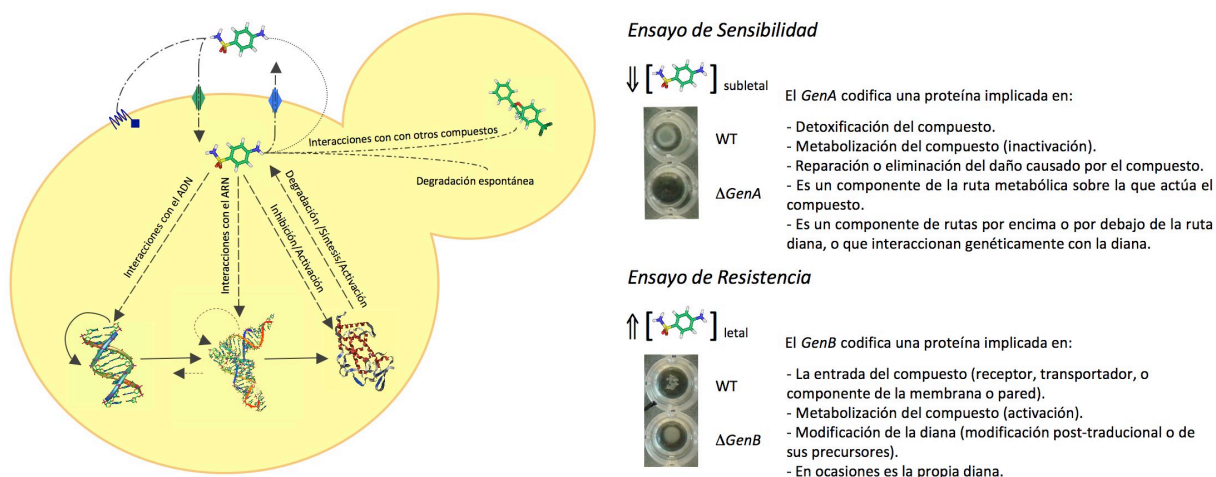 Interacciones con con otros compuestos
Degradación espontánea
Interacciones con el ADN
Interacciones con el ARN
Inhibición/Activación
Degradación /Síntesis/Activación
Ensayo de Sensibilidad
⇓ [ ] subletal
WT
ΔGenA
El GenA codifica una proteína implicada en:
- Detoxificación del compuesto.
- Metabolización del compuesto (inactivación).
- Reparación o eliminación del daño causado por el compuesto.
- Es un componente de la ruta metabólica sobre la que actúa el
compuesto.
- Es un componente de rutas por encima o por debajo de la ruta
diana, o que interaccionan genéticamente con la diana.
Ensayo de Resistencia
⇑ [ ] letal
WT
ΔGenB
El GenB codifica una proteína implicada en:
- La entrada del compuesto (receptor, transportador, o
componente de la membrana o pared).
- Metabolización del compuesto (activación).
- Modificación de la diana (modificación post-traducional o de
sus precursores).
- En ocasiones es la propia diana.